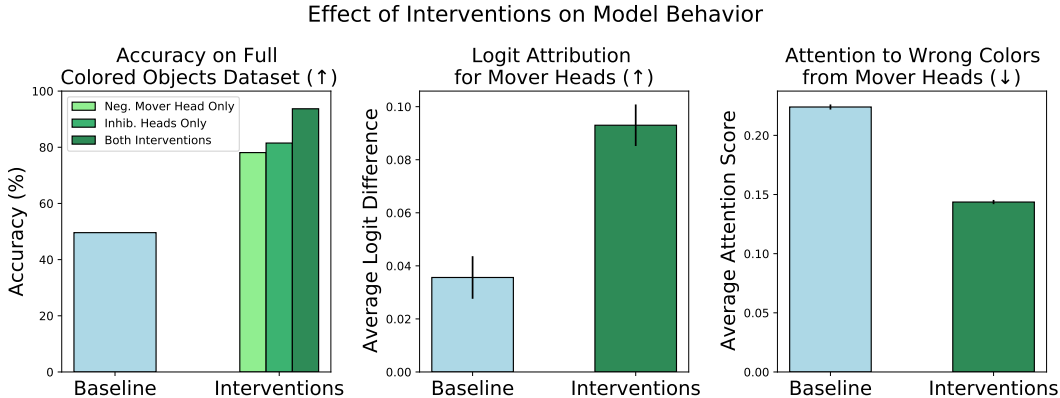 Effect of Interventions on Model Behavior
Accuracy on Full
Colored Objects Dataset (↑)
Accuracy (%)
100
80
60
40
20
0
Neg. Mover Head Only
Inhib. Heads Only
Both Interventions
Baseline
Interventions
Logit Attribution
for Mover Heads (↑)
Average Logit Difference
0.10
0.08
0.06
0.04
0.02
0.00
Baseline
Interventions
Attention to Wrong Colors
from Mover Heads (↓)
Average Attention Score
0.20
0.15
0.10
0.05
0.00
Baseline
Interventions